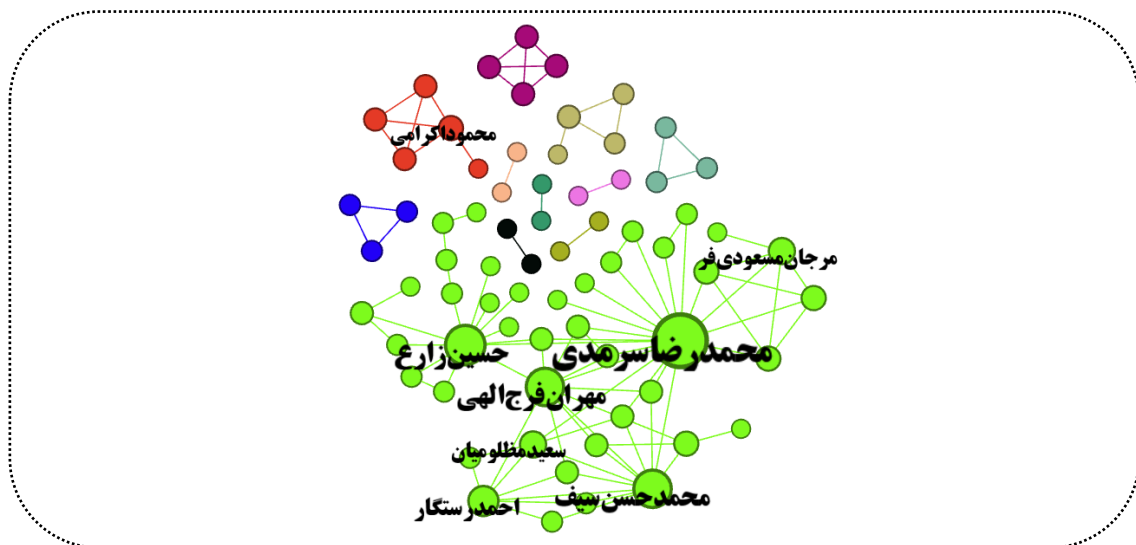 محموداکرامی
مرجان‌مسعودی‌فر
محمدرضاسرمدی
حسین‌زارع
مهران‌فرج‌الهی
سعیدمظلومیان
محمدحسن‌سیف
احمدرستگار